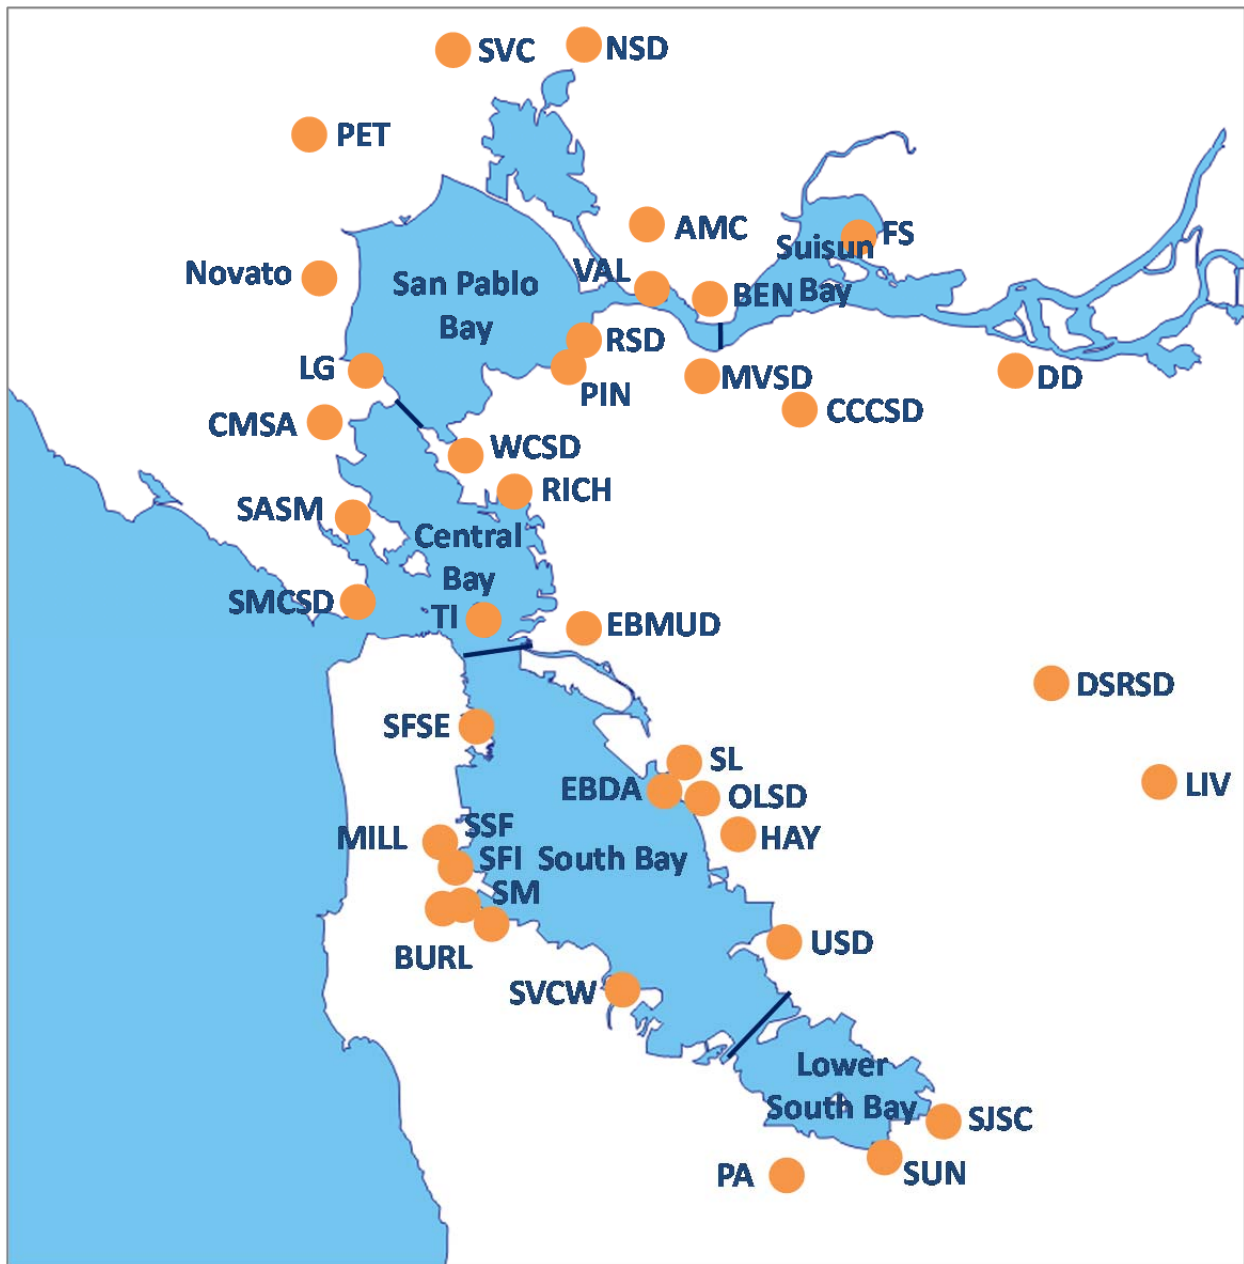 SVC
NSD
PET
AMC
FS
Suisun
Bay
Novato
VAL
BEN
San Pablo
Bay
RSD
LG
PIN
MVSD
DD
CCCSD
CMSA
WCSD
RICH
SASM
Central
Bay
SMCSD
TI
EBMUD
DSRSD
SFSE
SL
EBDA
OLSD
LIV
MILL
SSF
HAY
SFI
South Bay
SM
BURL
USD
SVCW
Lower
South Bay
SJSC
PA
SUN